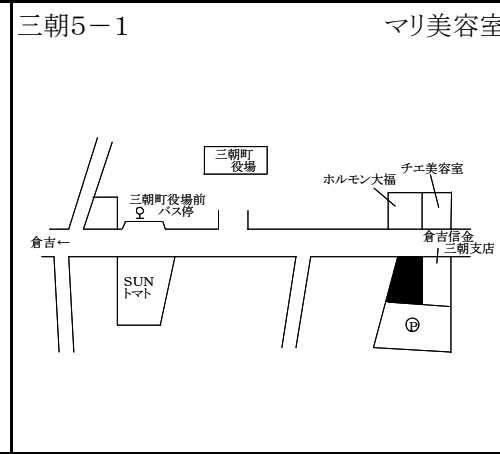 三朝5－1
マリ美容室
三朝町
役場
チエ美容室
ホルモン大福
三朝町役場前
バス停
倉吉←
倉吉信金
三朝支店
SUN
トマト
P